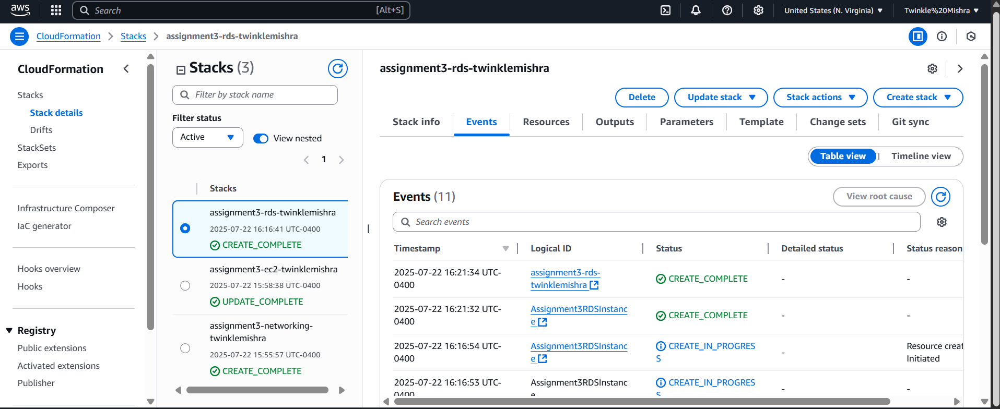 aws
Search [Alt+S]
United States (N. Virginia)
Twinkle%20Mishra
CloudFormation
Stacks
assignment3-rds-twinklemishra
CloudFormation
Stacks
Stack details
Drifts
StackSets
Exports
Infrastructure Composer
IaC generator
Hooks overview
Hooks
Registry
Public extensions
Activated extensions
Publisher
Stacks (3)
Filter by stack name
Filter status
Active
View nested
1
Stacks
assignment3-rds-twinklemishra
2025-07-22 16:16:41 UTC-0400
CREATE_COMPLETE
assignment3-ec2-twinklemishra
2025-07-22 15:58:38 UTC-0400
UPDATE_COMPLETE
assignment3-networking-
twinklemishra
2025-07-22 15:55:57 UTC-0400
CREATE_COMPLETE
assignment3-rds-twinklemishra
Delete
Update stack
Stack actions
Create stack
Stack info
Events
Resources
Outputs
Parameters
Template
Change sets
Git sync
Table view
Timeline view
Events (11)
View root cause
Search events
Timestamp Logical ID Status Detailed status Status reason
2025-07-22 16:21:34 UTC-
0400
assignment3-rds-
twinklemishra
CREATE_COMPLETE
-
-
2025-07-22 16:21:32 UTC-
0400
Assignment3RDSInstanc
e
CREATE_COMPLETE
-
-
2025-07-22 16:16:54 UTC-
0400
Assignment3RDSInstanc
e
CREATE_IN_PROGRES
S
-
Resource creat
Initiated
2025-07-22 16:16:53 UTC-
0400
Assignment3RDSInstanc
e
CREATE_IN_PROGRES
S
-
-